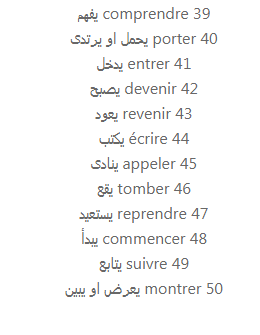 39 comprendre يفهم
40 porter يحمل او يرتدى
41 entrer يدخل
42 devenir يصبح
43 revenir يعود
44 écrire يكتب
45 appeler ينادى
46 tomber يقع
47 reprendre يستعيد
48 commencer يبدأ
49 suivre يتابع
50 montrer يعرض او يبين